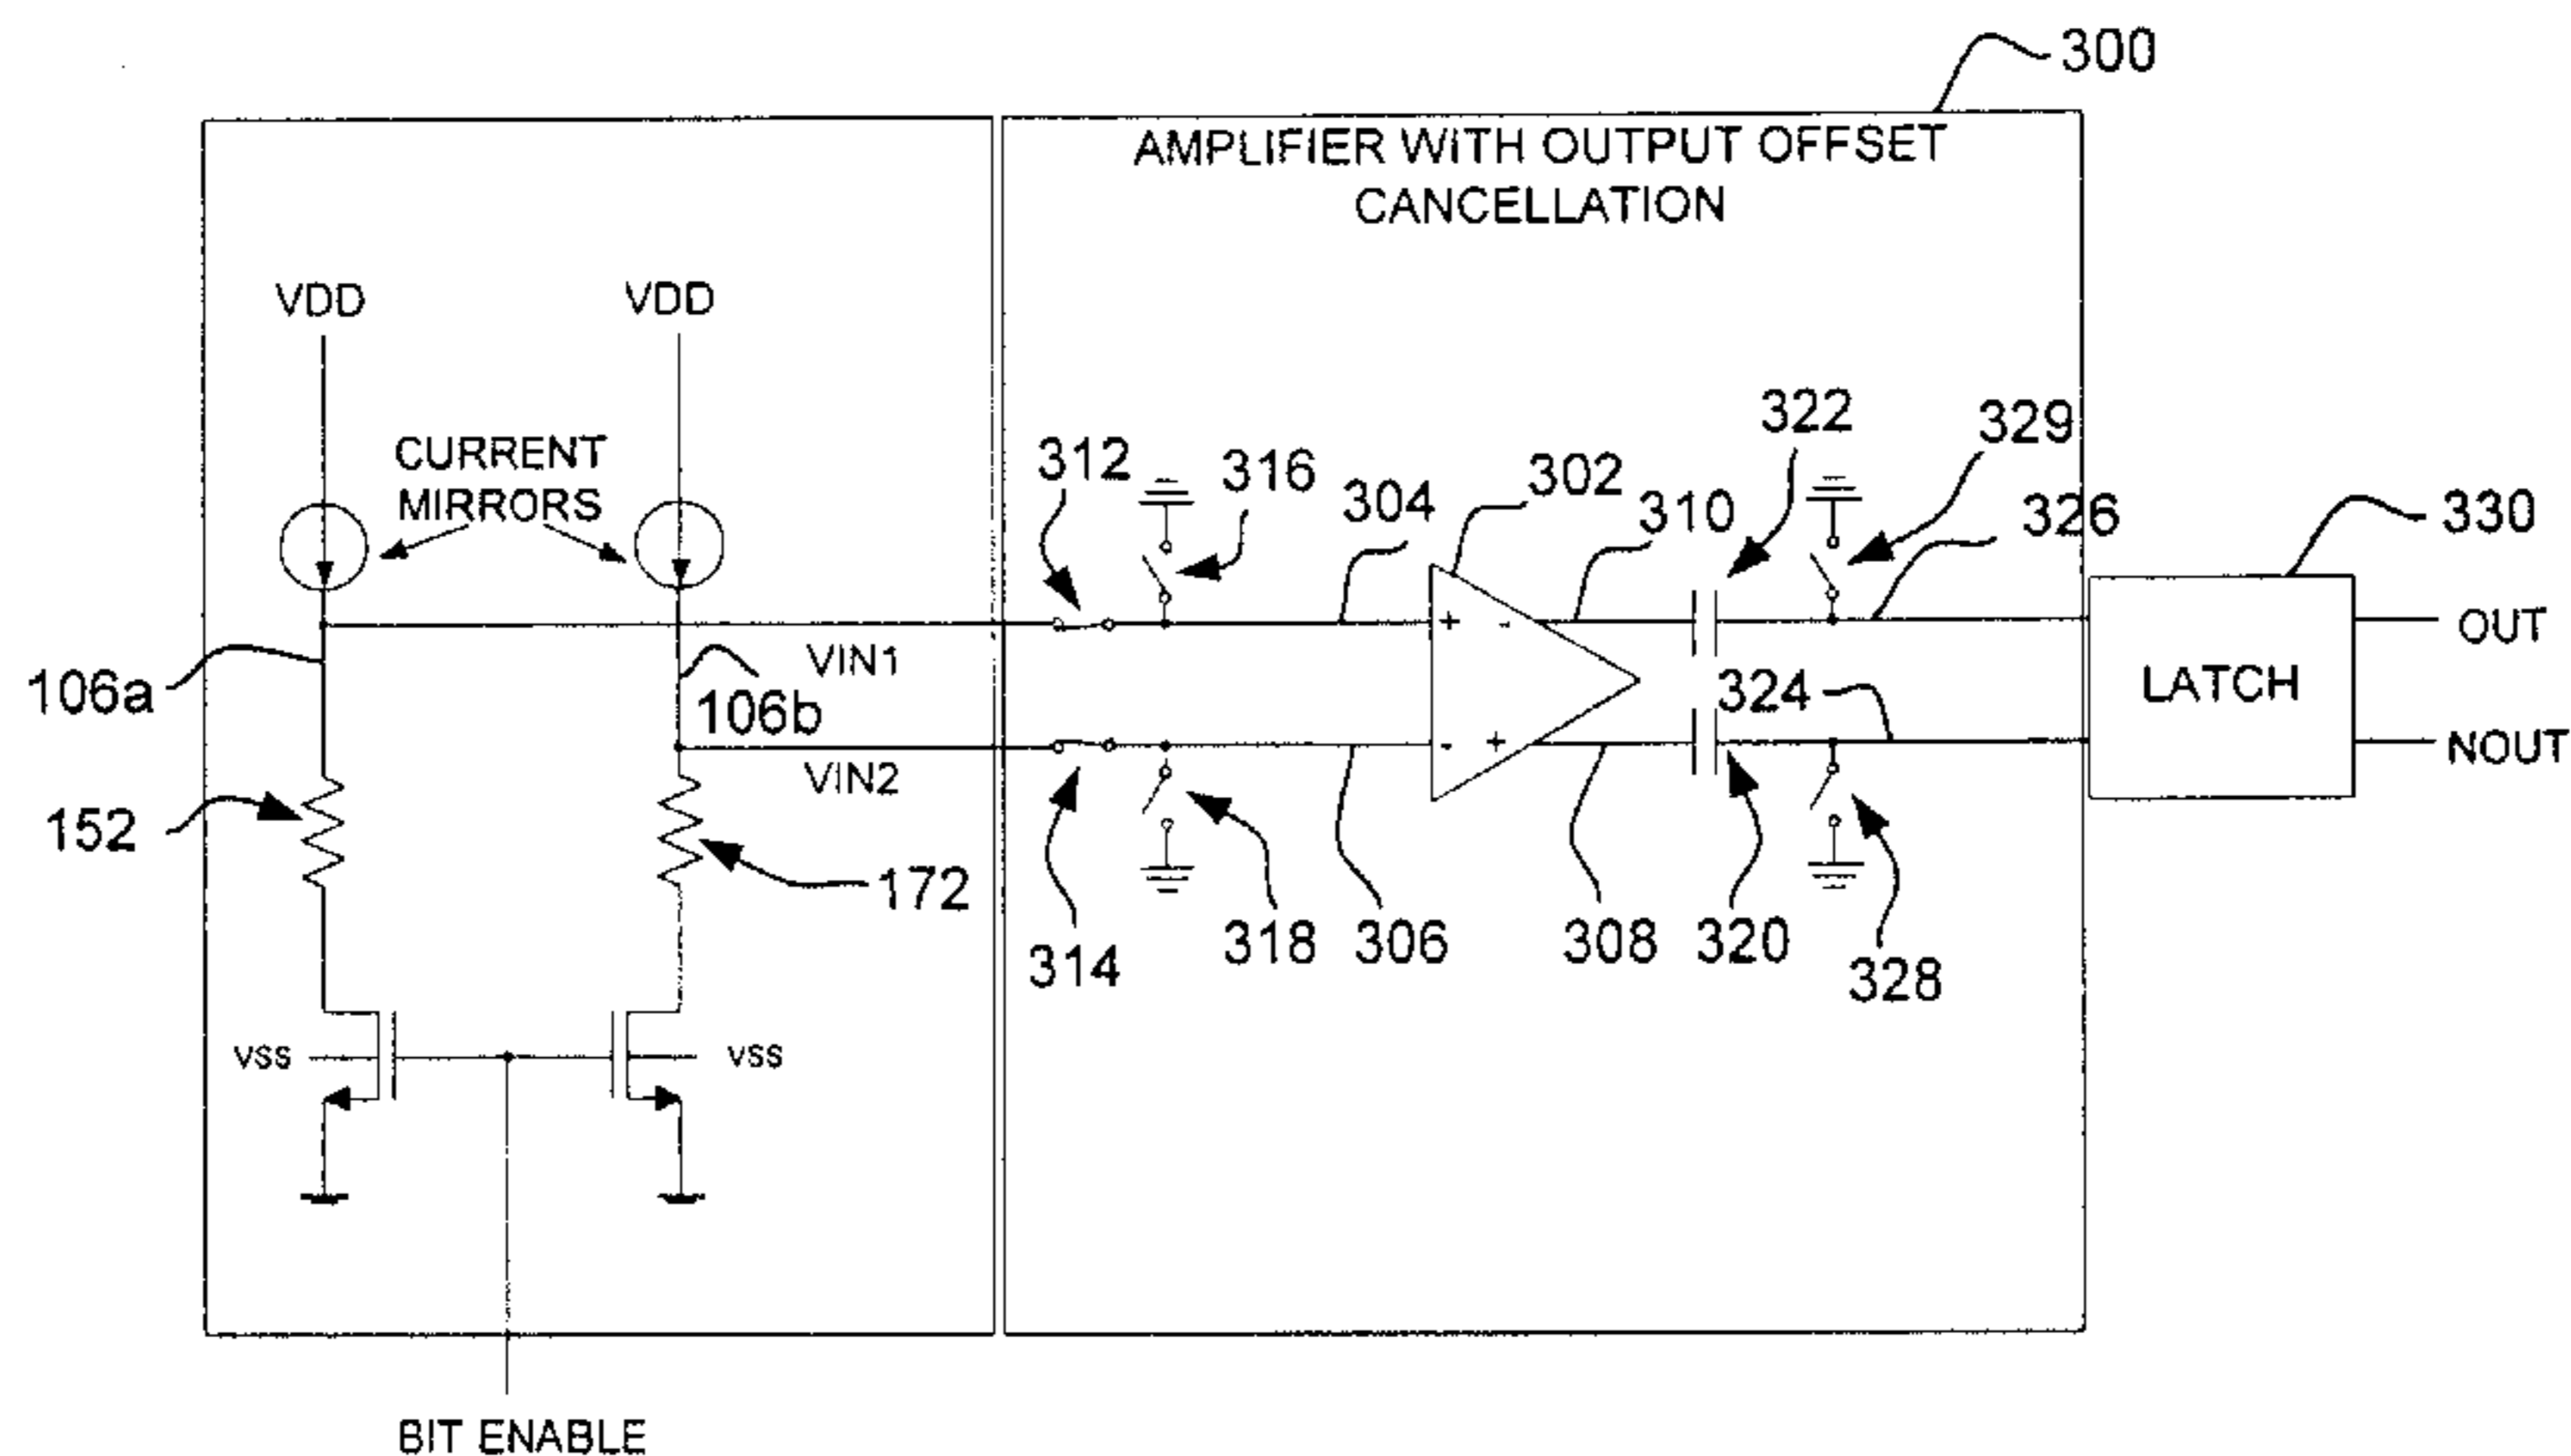 300
AMPLIFIER WITH OUTPUT OFFSET
CANCELLATION
VDD
VDD
CURRENT
MIRRORS
312
316
304
302
310
322
329
326
330
106a
VIN1
106b
VIN2
+
-
-
+
324
LATCH
OUT
NOUT
152
172
314
318
306
308
320
328
VSS
VSS
BIT ENABLE